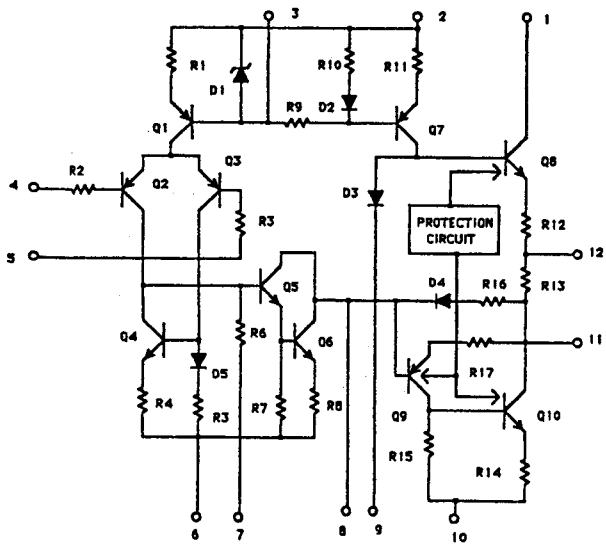 3
2
1
R1
D1
R10
R11
D2
R9
Q1
Q7
R2
Q2
Q3
Q8
4
D3
R3
PROTECTION
CIRCUIT
R12
5
12
Q5
D4
R16
R13
Q4
R6
Q6
11
D5
R17
R4
R3
R7
R8
Q9
Q10
R15
R14
6
7
8
9
10